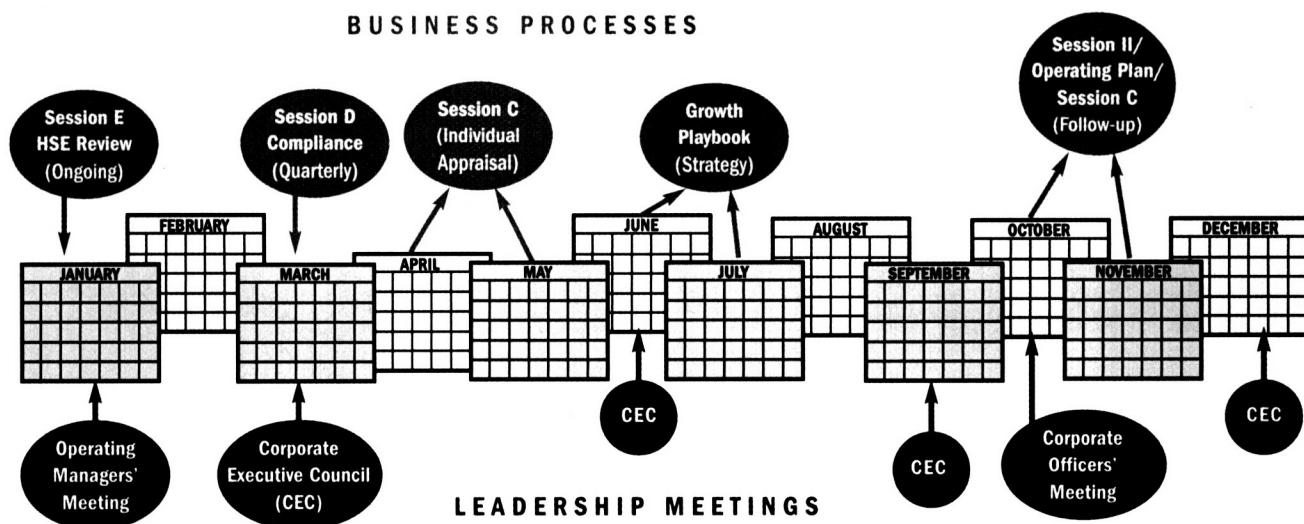 BUSINESS PROCESSES
Session E
HSE Review
(Ongoing)
Session D
Compliance
(Quarterly)
Session C
(Individual
Appraisal)
Growth
Playbook
(Strategy)
Session II/
Operating Plan/
Session C
(Follow-up)
JANUARY
FEBRUARY
MARCH
APRIL
MAY
JUNE
JULY
AUGUST
SEPTEMBER
OCTOBER
NOVEMBER
DECEMBER
Operating
Managers'
Meeting
Corporate
Executive Council
(CEC)
CEC
CEC
Corporate
Officers'
Meeting
CEC
LEADERSHIP MEETINGS